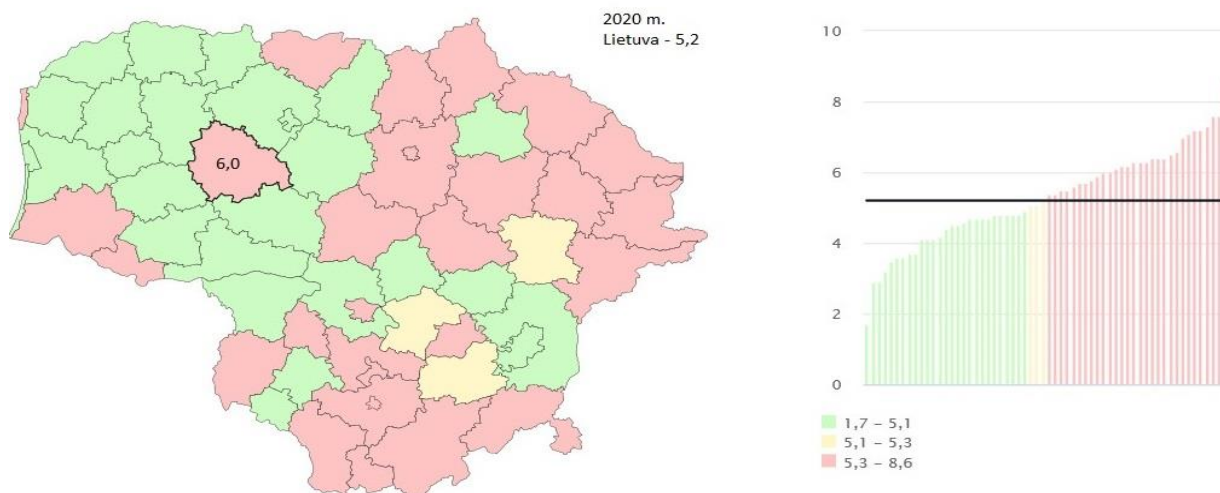 2020 m.
Lietuva - 5,2
6,0
10
8
6
4
2
0
1,7 – 5,1
5,1 – 5,3
5,3 – 8,6